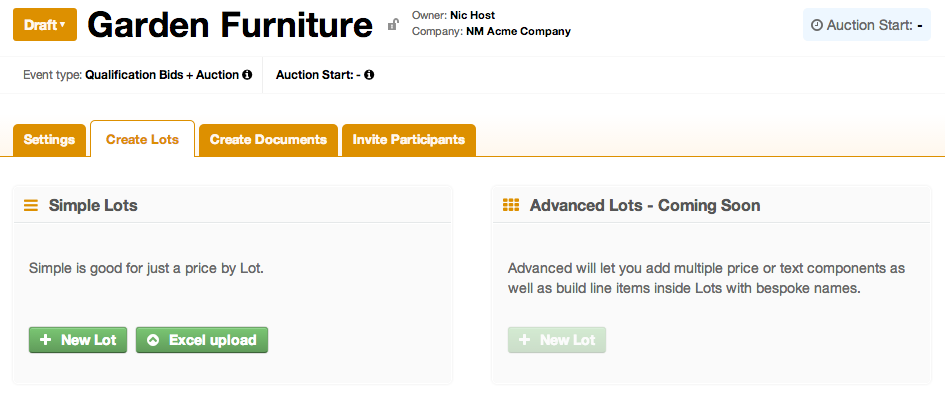 Draft
Garden Furniture
Owner: Nic Host
Company: NM Acme Company
Auction Start: -
Event type: Qualification Bids + Auction
Auction Start: -
Settings
Create Lots
Create Documents
Invite Participants
Simple Lots
Simple is good for just a price by Lot.
New Lot
Excel upload
Advanced Lots - Coming Soon
Advanced will let you add multiple price or text components as
well as build line items inside Lots with bespoke names.
New Lot